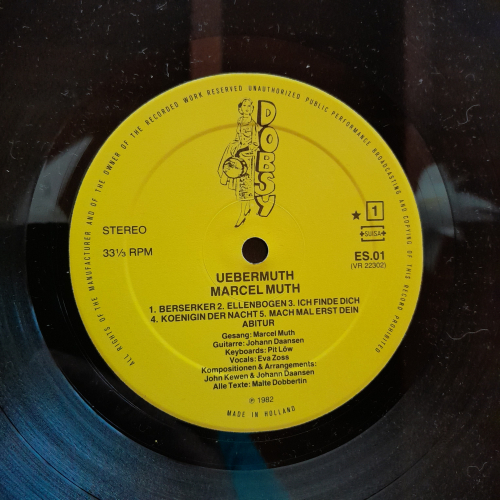 ALL RIGHTS OF THE MANUFACTURER AND OF THE OWNER OF THE RECORDED WORK RESERVED UNAUTHORIZED PUBLIC PERFORMANCE BROADCASTING AND COPYING OF THIS RECORD PROHIBITED
DOBSY
STEREO
33⅓ RPM
★ 1
SUISA
ES.01
(VR 22302)
UEBERMUTH
MARCEL MUTH
1. BERSERKER 2. ELLENBOGEN 3. ICH FINDE DICH
4. KOENIGIN DER NACHT 5. MACH MAL ERST DEIN
ABITUR
Gesang: Marcel Muth
Guitarre: Johann Daansen
Keyboards: Pit Löw
Vocals: Eva Zoss
Kompositionen & Arrangements:
John Kewen & Johann Daansen
Alle Texte: Malte Dobbertin
℗ 1982
MADE IN HOLLAND